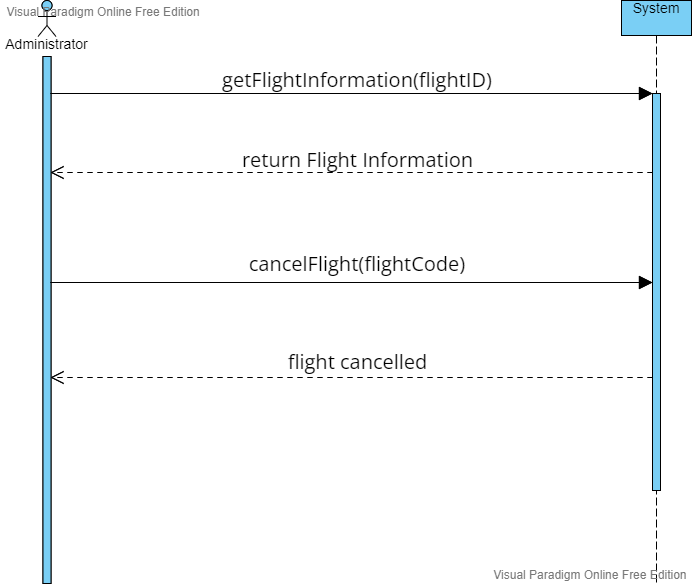 Visual Paradigm Online Free Edition
System
Administrator
getFlightInformation(flightID)
return Flight Information
cancelFlight(flightCode)
flight cancelled
Visual Paradigm Online Free Edition